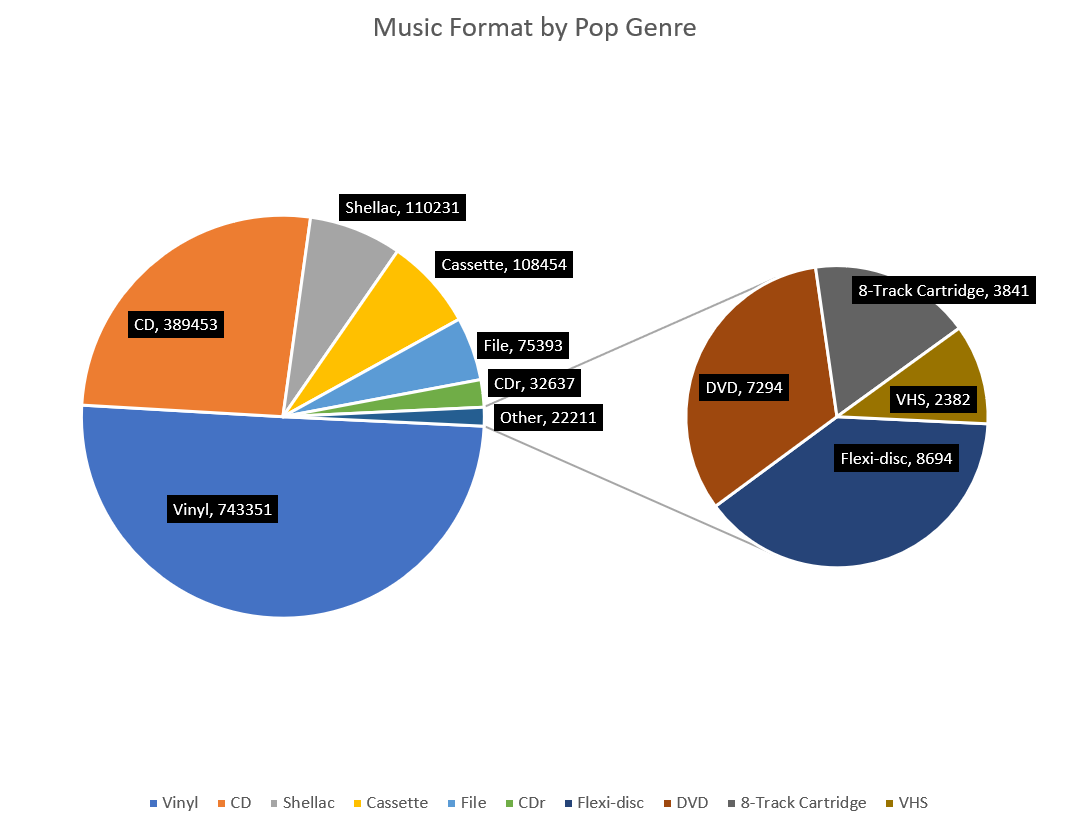 Music Format by Pop Genre
Shellac, 110231
Cassette, 108454
8-Track Cartridge, 3841
CD, 389453
File, 75393
CDr, 32637
DVD, 7294
VHS, 2382
Other, 22211
Flexi-disc, 8694
Vinyl, 743351
Vinyl CD Shellac Cassette File CDr Flexi-disc DVD 8-Track Cartridge VHS